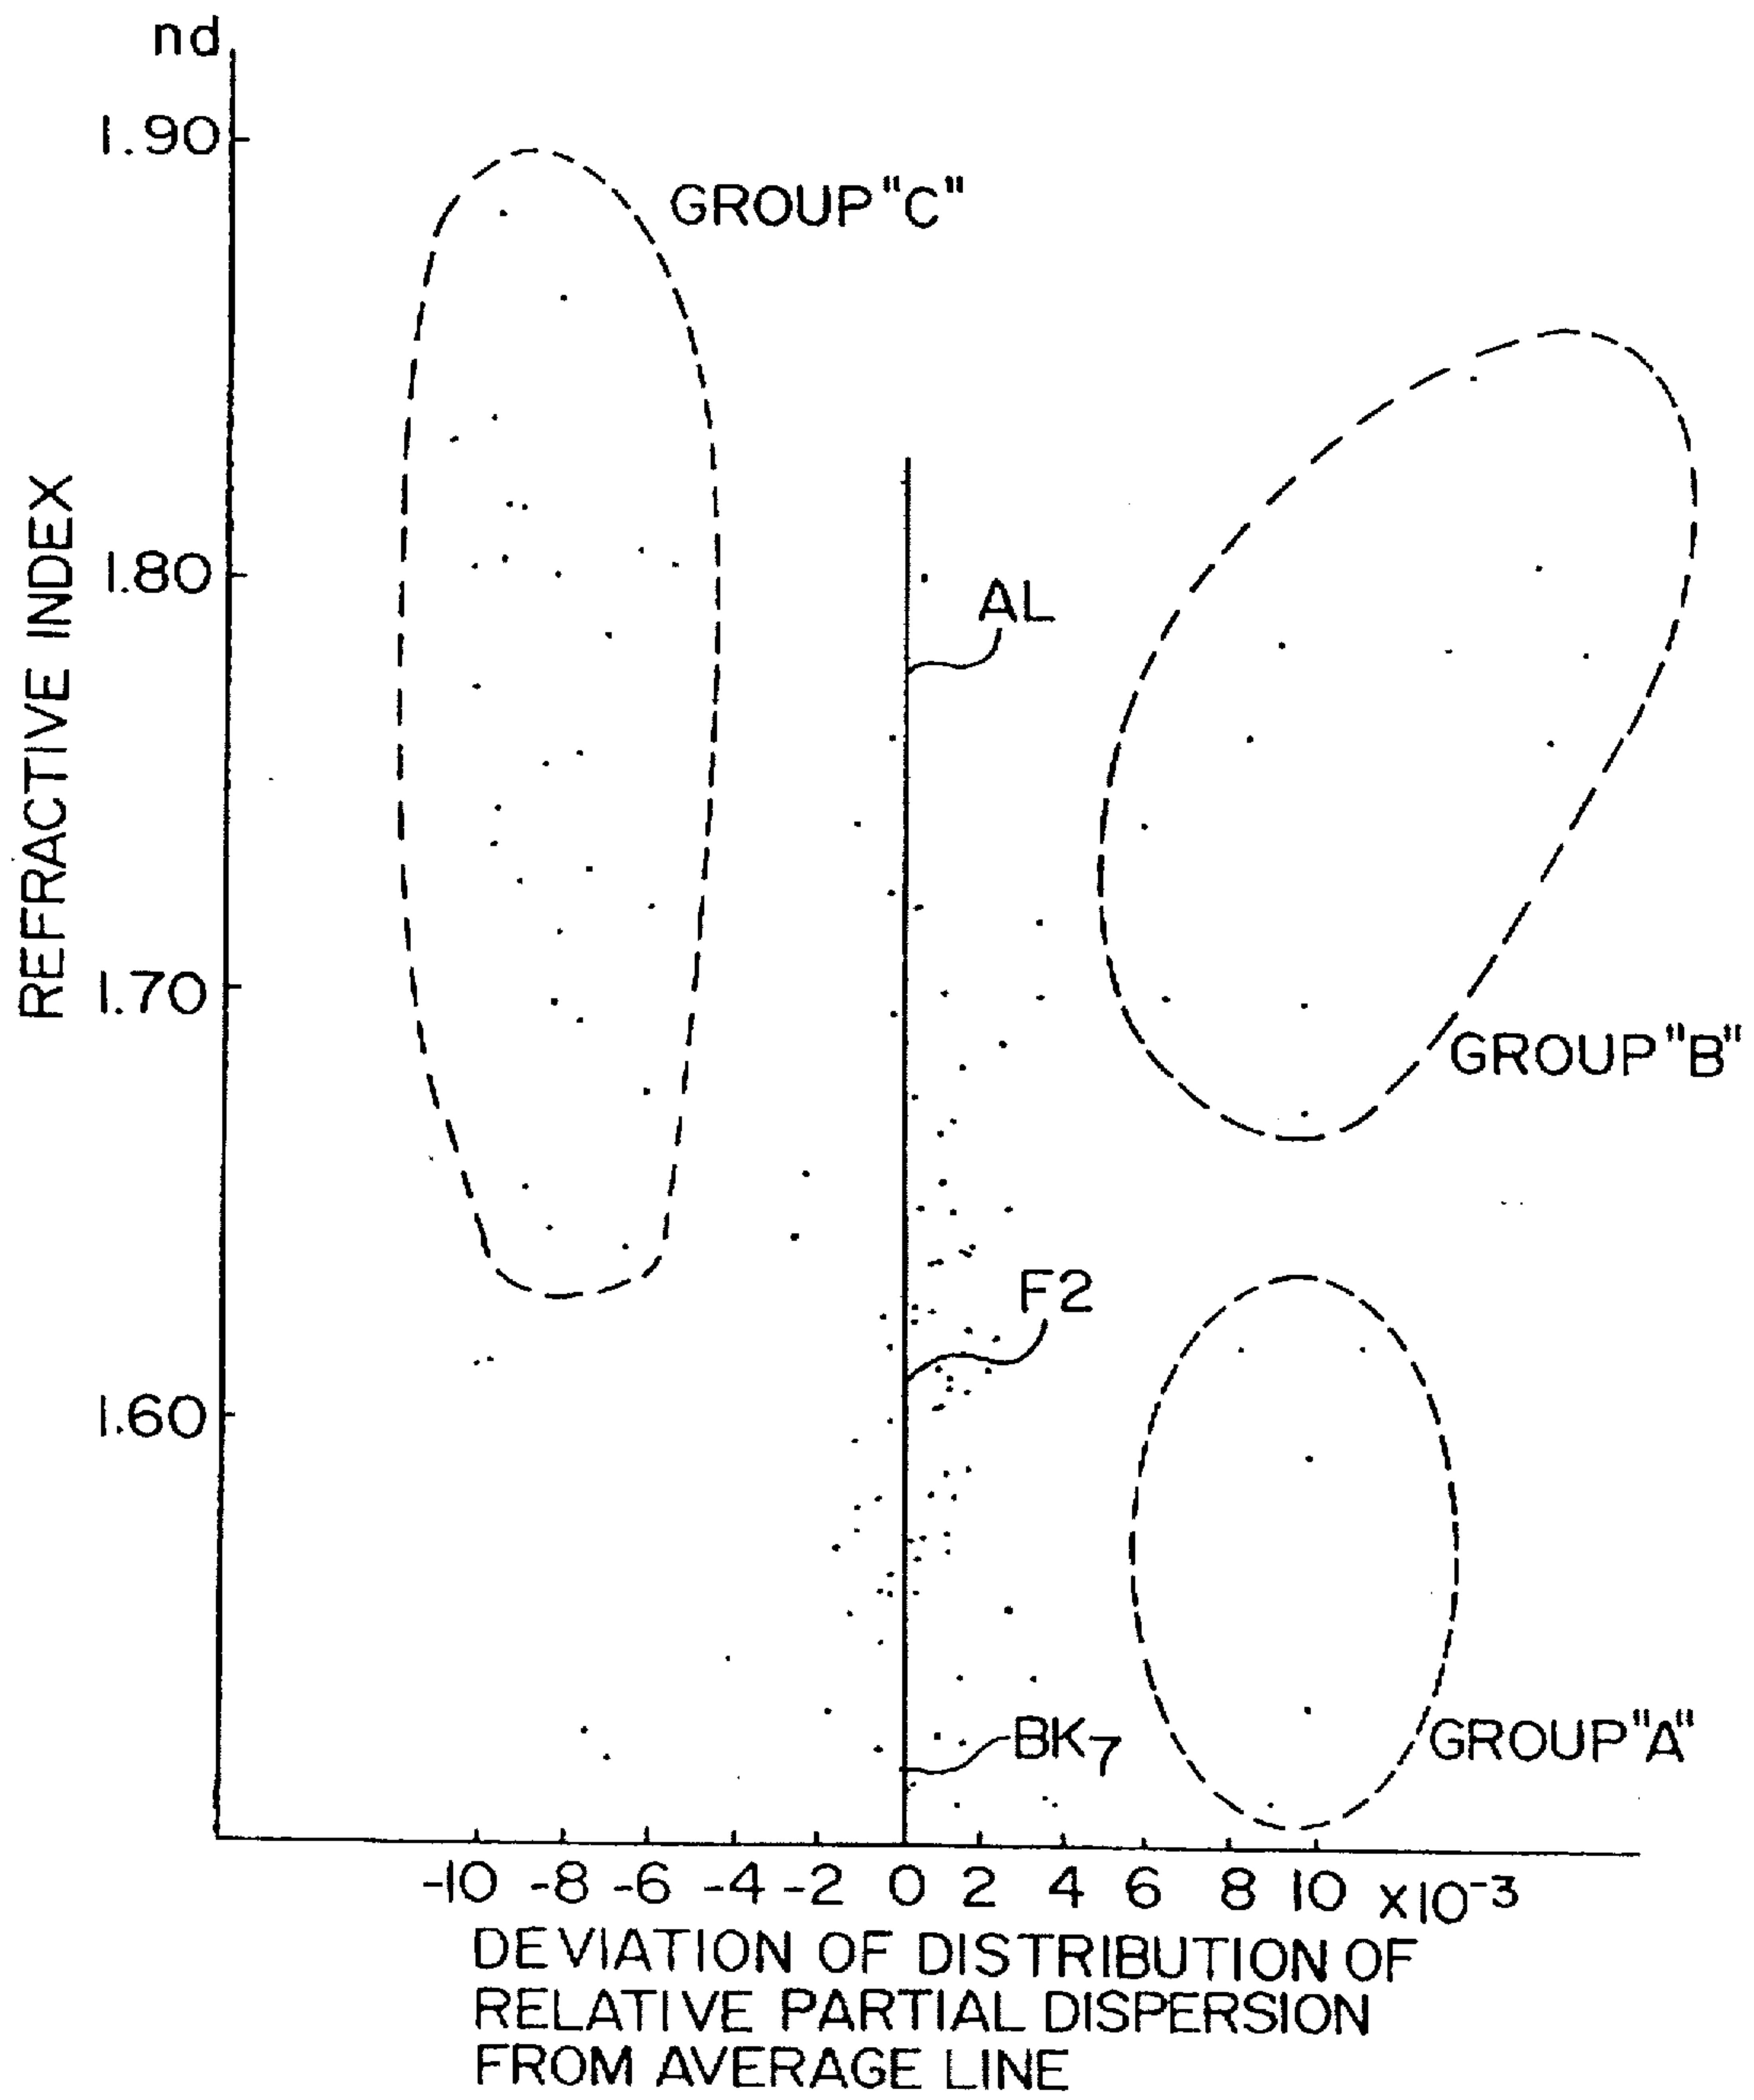 nd
1.90
GROUP "C"
1.80
AL
REFRACTIVE INDEX
1.70
GROUP "B"
F2
1.60
BK7
GROUP "A"
-10 -8 -6 -4 -2 0 2 4 6 8 10 x10-3
DEVIATION OF DISTRIBUTION OF
RELATIVE PARTIAL DISPERSION
FROM AVERAGE LINE